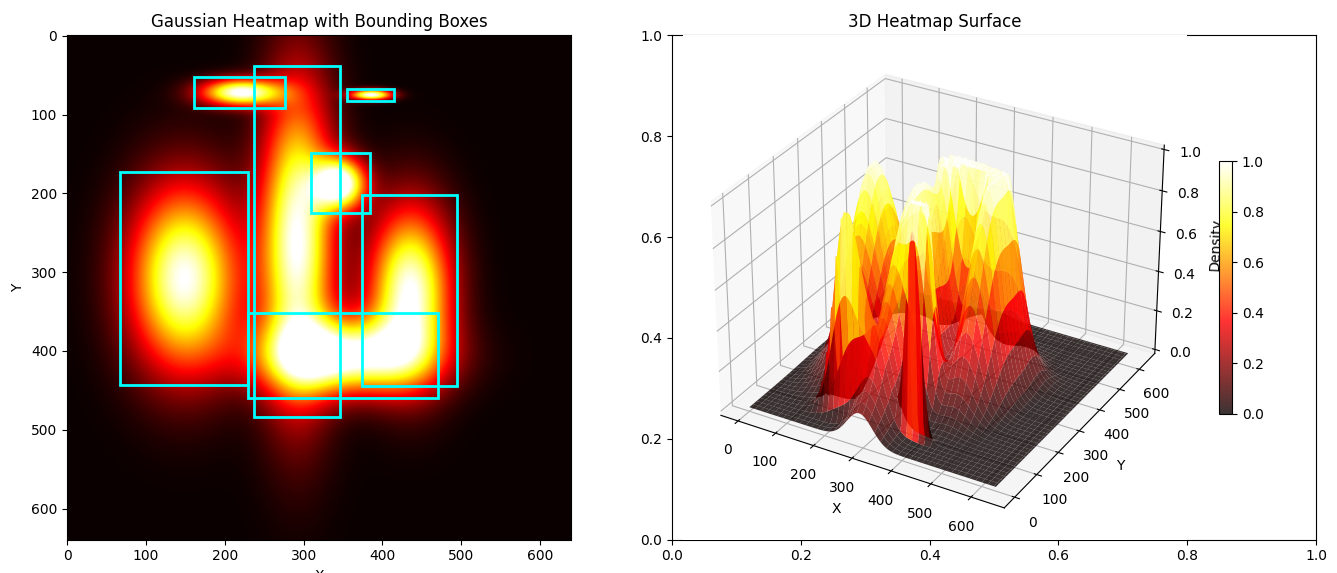 Gaussian Heatmap with Bounding Boxes
0
100
200
300
400
500
600
Y
0 100 200 300 400 500 600
3D Heatmap Surface
1.0
0.8
0.6
0.4
0.2
0.0
0.0 0.2 0.4 0.6 0.8 1.0
0 100 200 300 400 500 600
X
0 100 200 300 400 500 600
Y
1.0
0.8
0.6
0.4
0.2
0.0
Density
1.0
0.8
0.6
0.4
0.2
0.0